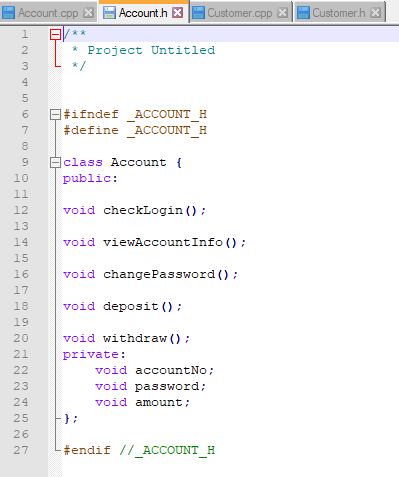 Account.cpp Account.h Customer.cpp Customer.h
1 /**
2  * Project Untitled
3  */
4
5
6 #ifndef _ACCOUNT_H
7 #define _ACCOUNT_H
8
9 class Account {
10 public:
11
12 void checkLogin();
13
14 void viewAccountInfo();
15
16 void changePassword();
17
18 void deposit();
19
20 void withdraw();
21 private:
22     void accountNo;
23     void password;
24     void amount;
25 };
26
27 #endif //_ACCOUNT_H